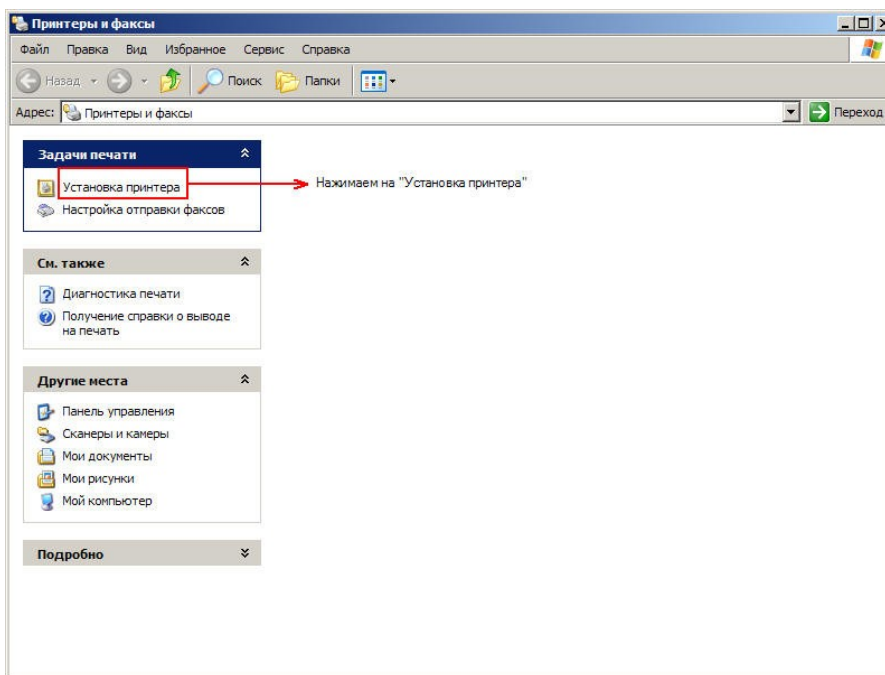 Принтеры и факсы
Файл Правка Вид Избранное Сервис Справка
Назад Поиск Папки
Адрес: Принтеры и факсы Переход
Задачи печати
Установка принтера
Нажимаем на "Установка принтера"
Настройка отправки факсов
См. также
Диагностика печати
Получение справки о выводе
на печать
Другие места
Панель управления
Сканеры и камеры
Мои документы
Мои рисунки
Мой компьютер
Подробно